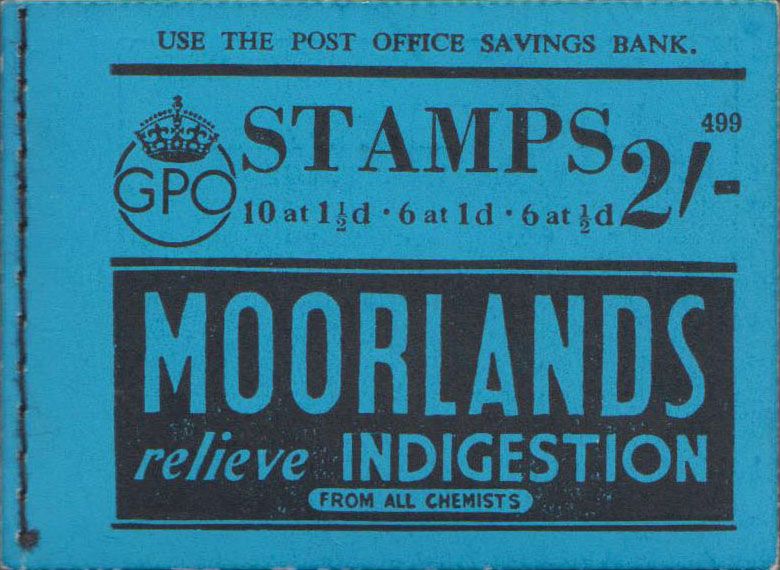 USE THE POST OFFICE SAVINGS BANK.
GPO
STAMPS 2/- 499
10 at 1½d · 6 at 1d · 6 at ½d
MOORLANDS
relieve INDIGESTION
FROM ALL CHEMISTS